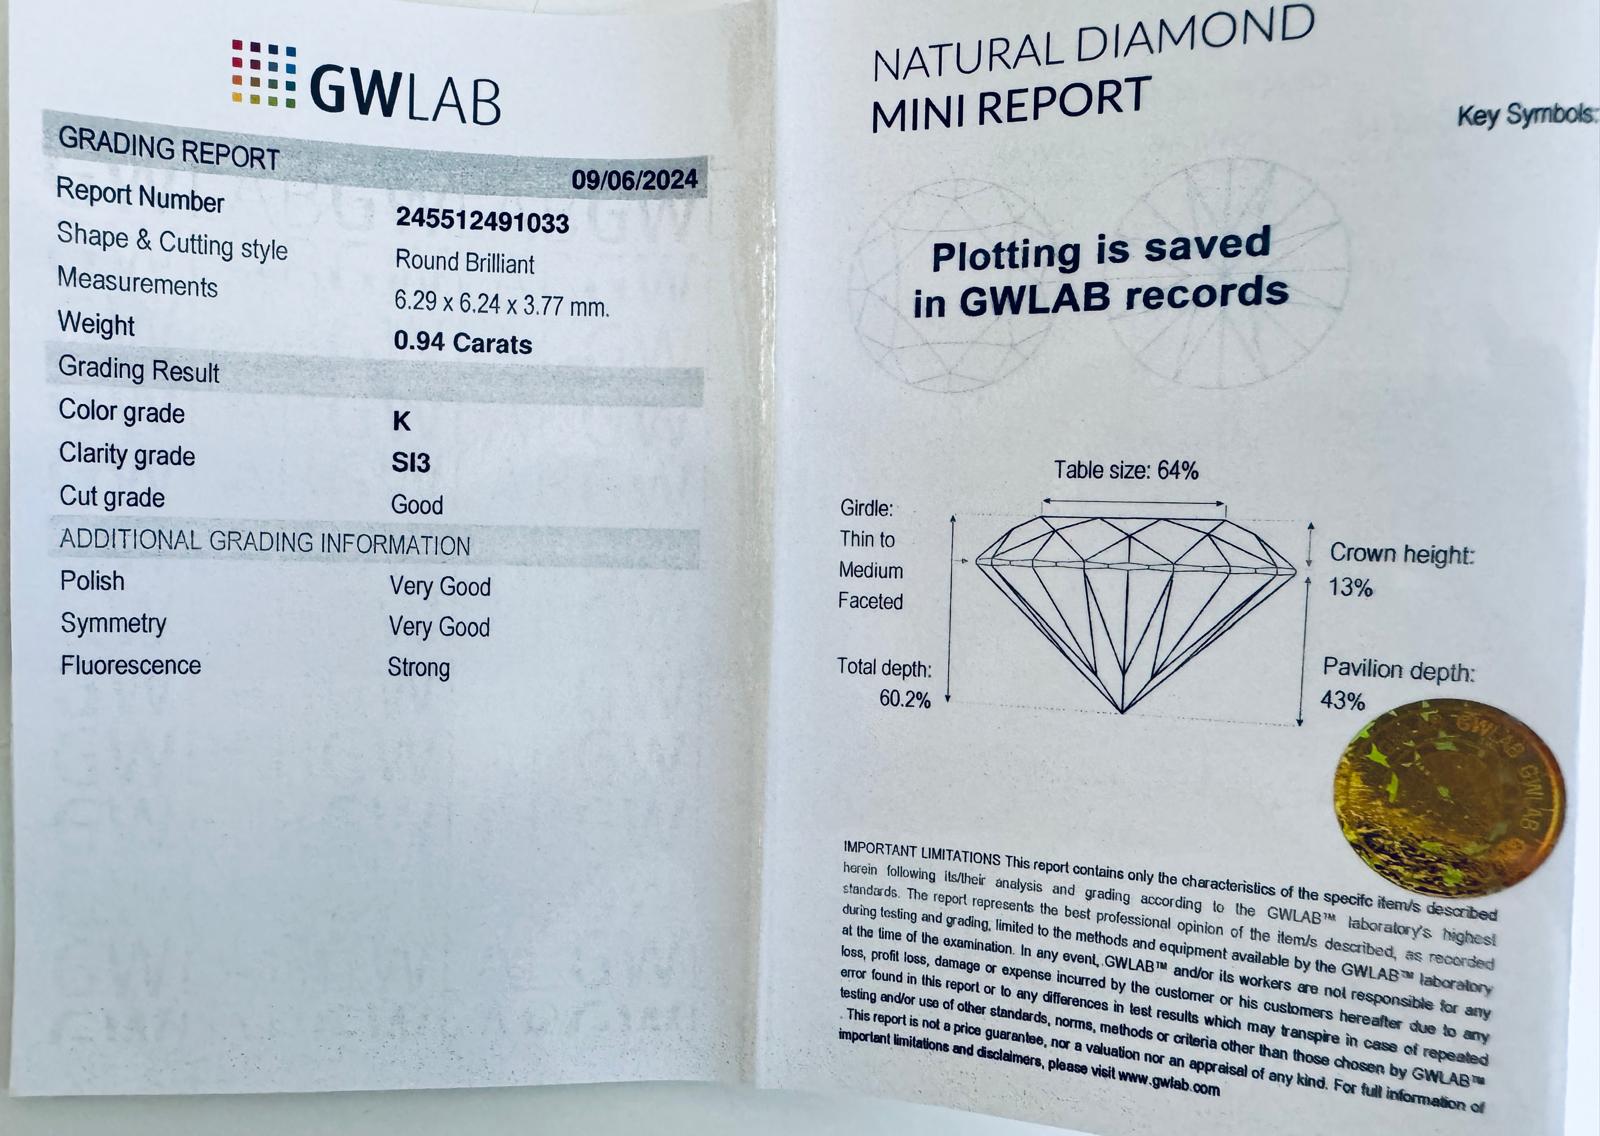 GWLAB
GRADING REPORT
09/06/2024
Report Number 245512491033
Shape & Cutting style Round Brilliant
Measurements 6.29 x 6.24 x 3.77 mm.
Weight 0.94 Carats
Grading Result
Color grade K
Clarity grade SI3
Cut grade Good
ADDITIONAL GRADING INFORMATION
Polish Very Good
Symmetry Very Good
Fluorescence Strong
NATURAL DIAMOND
MINI REPORT
Key Symbols:
Plotting is saved
in GWLAB records
Table size: 64%
Girdle:
Thin to
Medium
Faceted
Crown height:
13%
Total depth:
60.2%
Pavilion depth:
43%
GWLAB GWLAB
IMPORTANT LIMITATIONS This report contains only the characteristics of the specifc item/s described
herein following its/their analysis and grading according to the GWLAB™ laboratory's highest
standards. The report represents the best professional opinion of the item/s described, as recorded
during testing and grading, limited to the methods and equipment available by the GWLAB™ laboratory
at the time of the examination. In any event, GWLAB™ and/or its workers are not responsible for any
loss, profit loss, damage or expense incurred by the customer or his customers hereafter due to any
error found in this report or to any differences in test results which may transpire in case of repeated
testing and/or use of other standards, norms, methods or criteria other than those chosen by GWLAB™
. This report is not a price guarantee, nor a valuation nor an appraisal of any kind. For full information of
important limitations and disclaimers, please visit www.gwlab.com